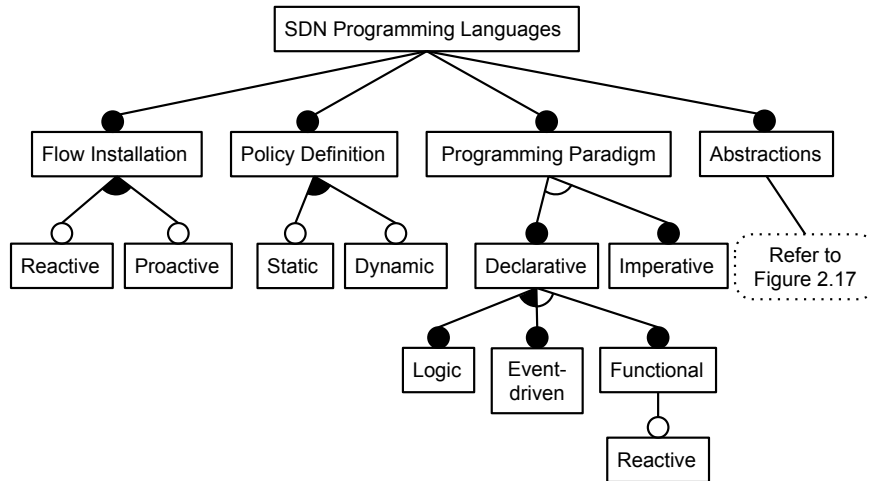 SDN Programming Languages
Flow Installation
Policy Definition
Programming Paradigm
Abstractions
Reactive
Proactive
Static
Dynamic
Declarative
Imperative
Refer to
Figure 2.17
Logic
Event-
driven
Functional
Reactive